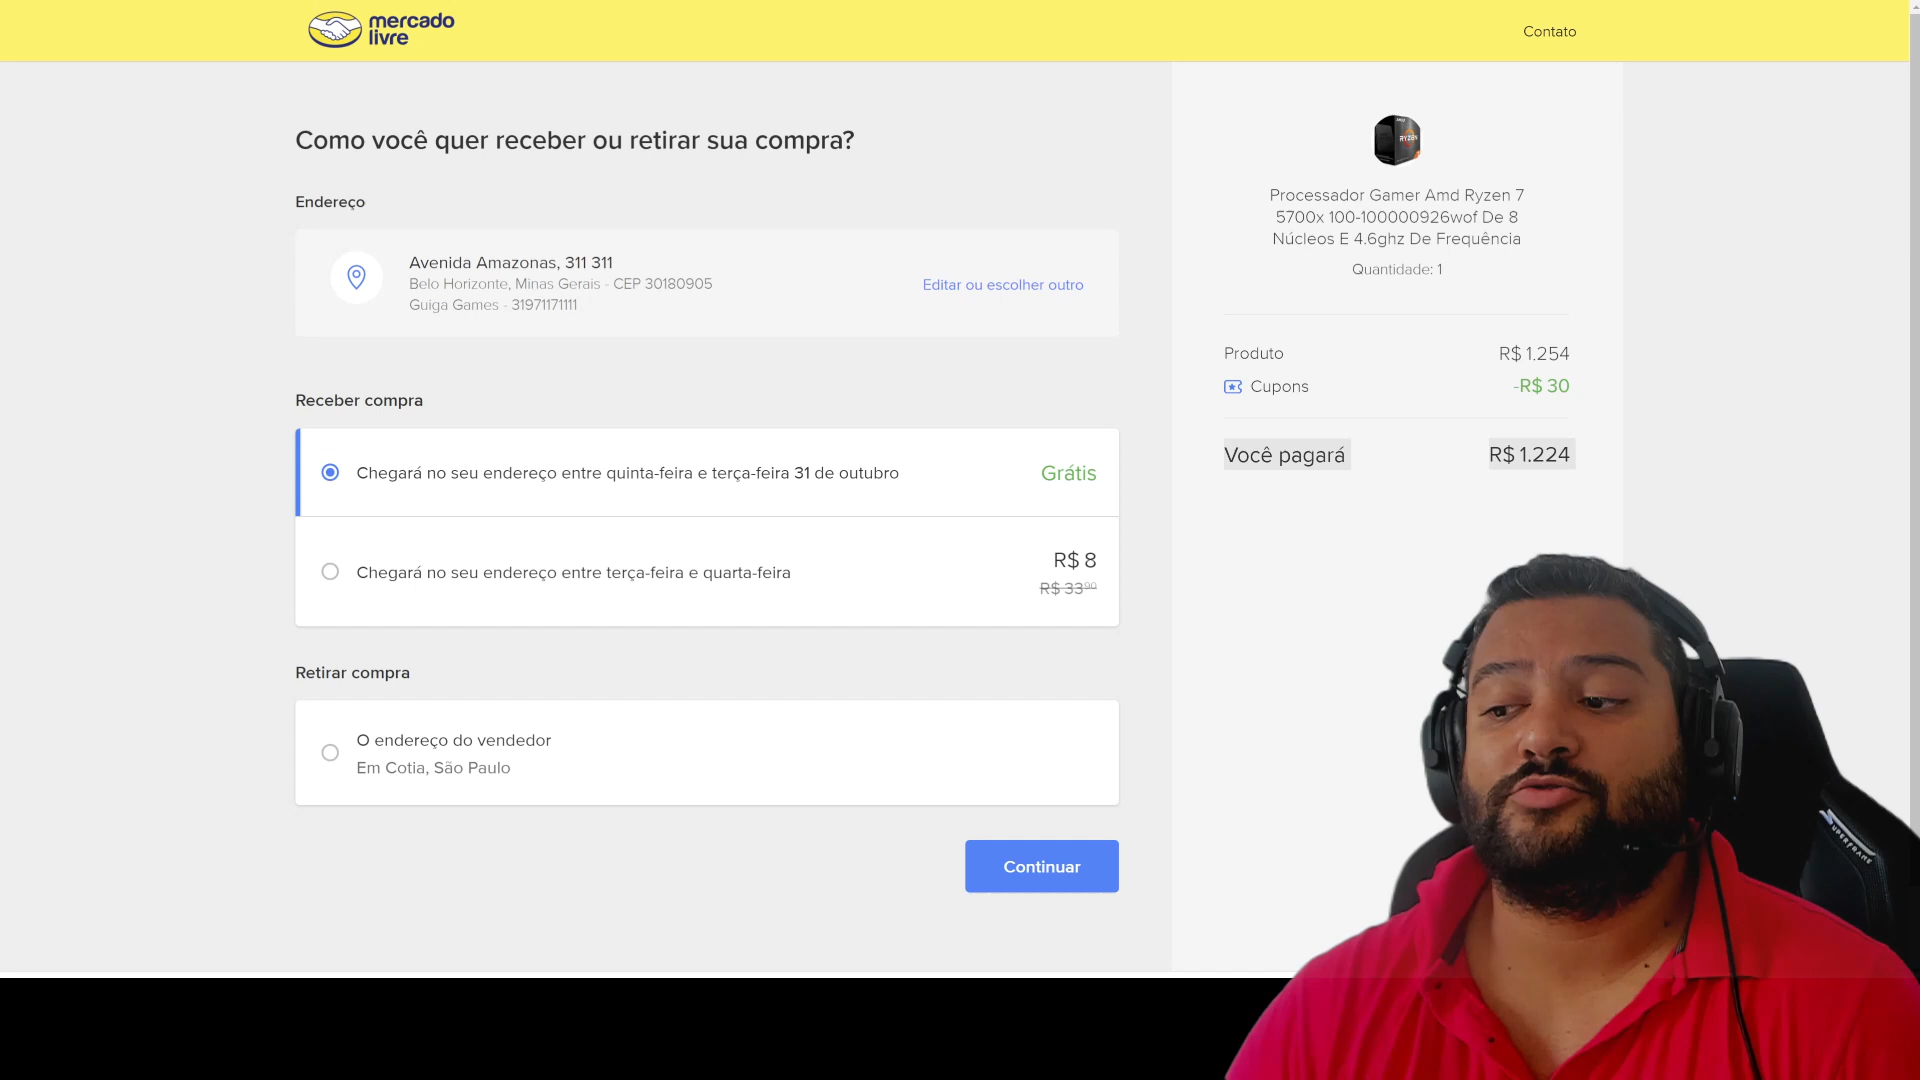 mercado
livre
Contato
Como você quer receber ou retirar sua compra?
Endereço
Avenida Amazonas, 311 311
Belo Horizonte, Minas Gerais - CEP 30180905
Guiga Games - 31971171111
Editar ou escolher outro
Receber compra
Chegará no seu endereço entre quinta-feira e terça-feira 31 de outubro
Grátis
Chegará no seu endereço entre terça-feira e quarta-feira
R$ 8
R$ 33⁹⁰
Retirar compra
O endereço do vendedor
Em Cotia, São Paulo
Continuar
RYZEN
Processador Gamer Amd Ryzen 7
5700x 100-100000926wof De 8
Núcleos E 4.6ghz De Frequência
Quantidade: 1
Produto R$ 1.254
Cupons -R$ 30
Você pagará R$ 1.224
SUPERFRAME